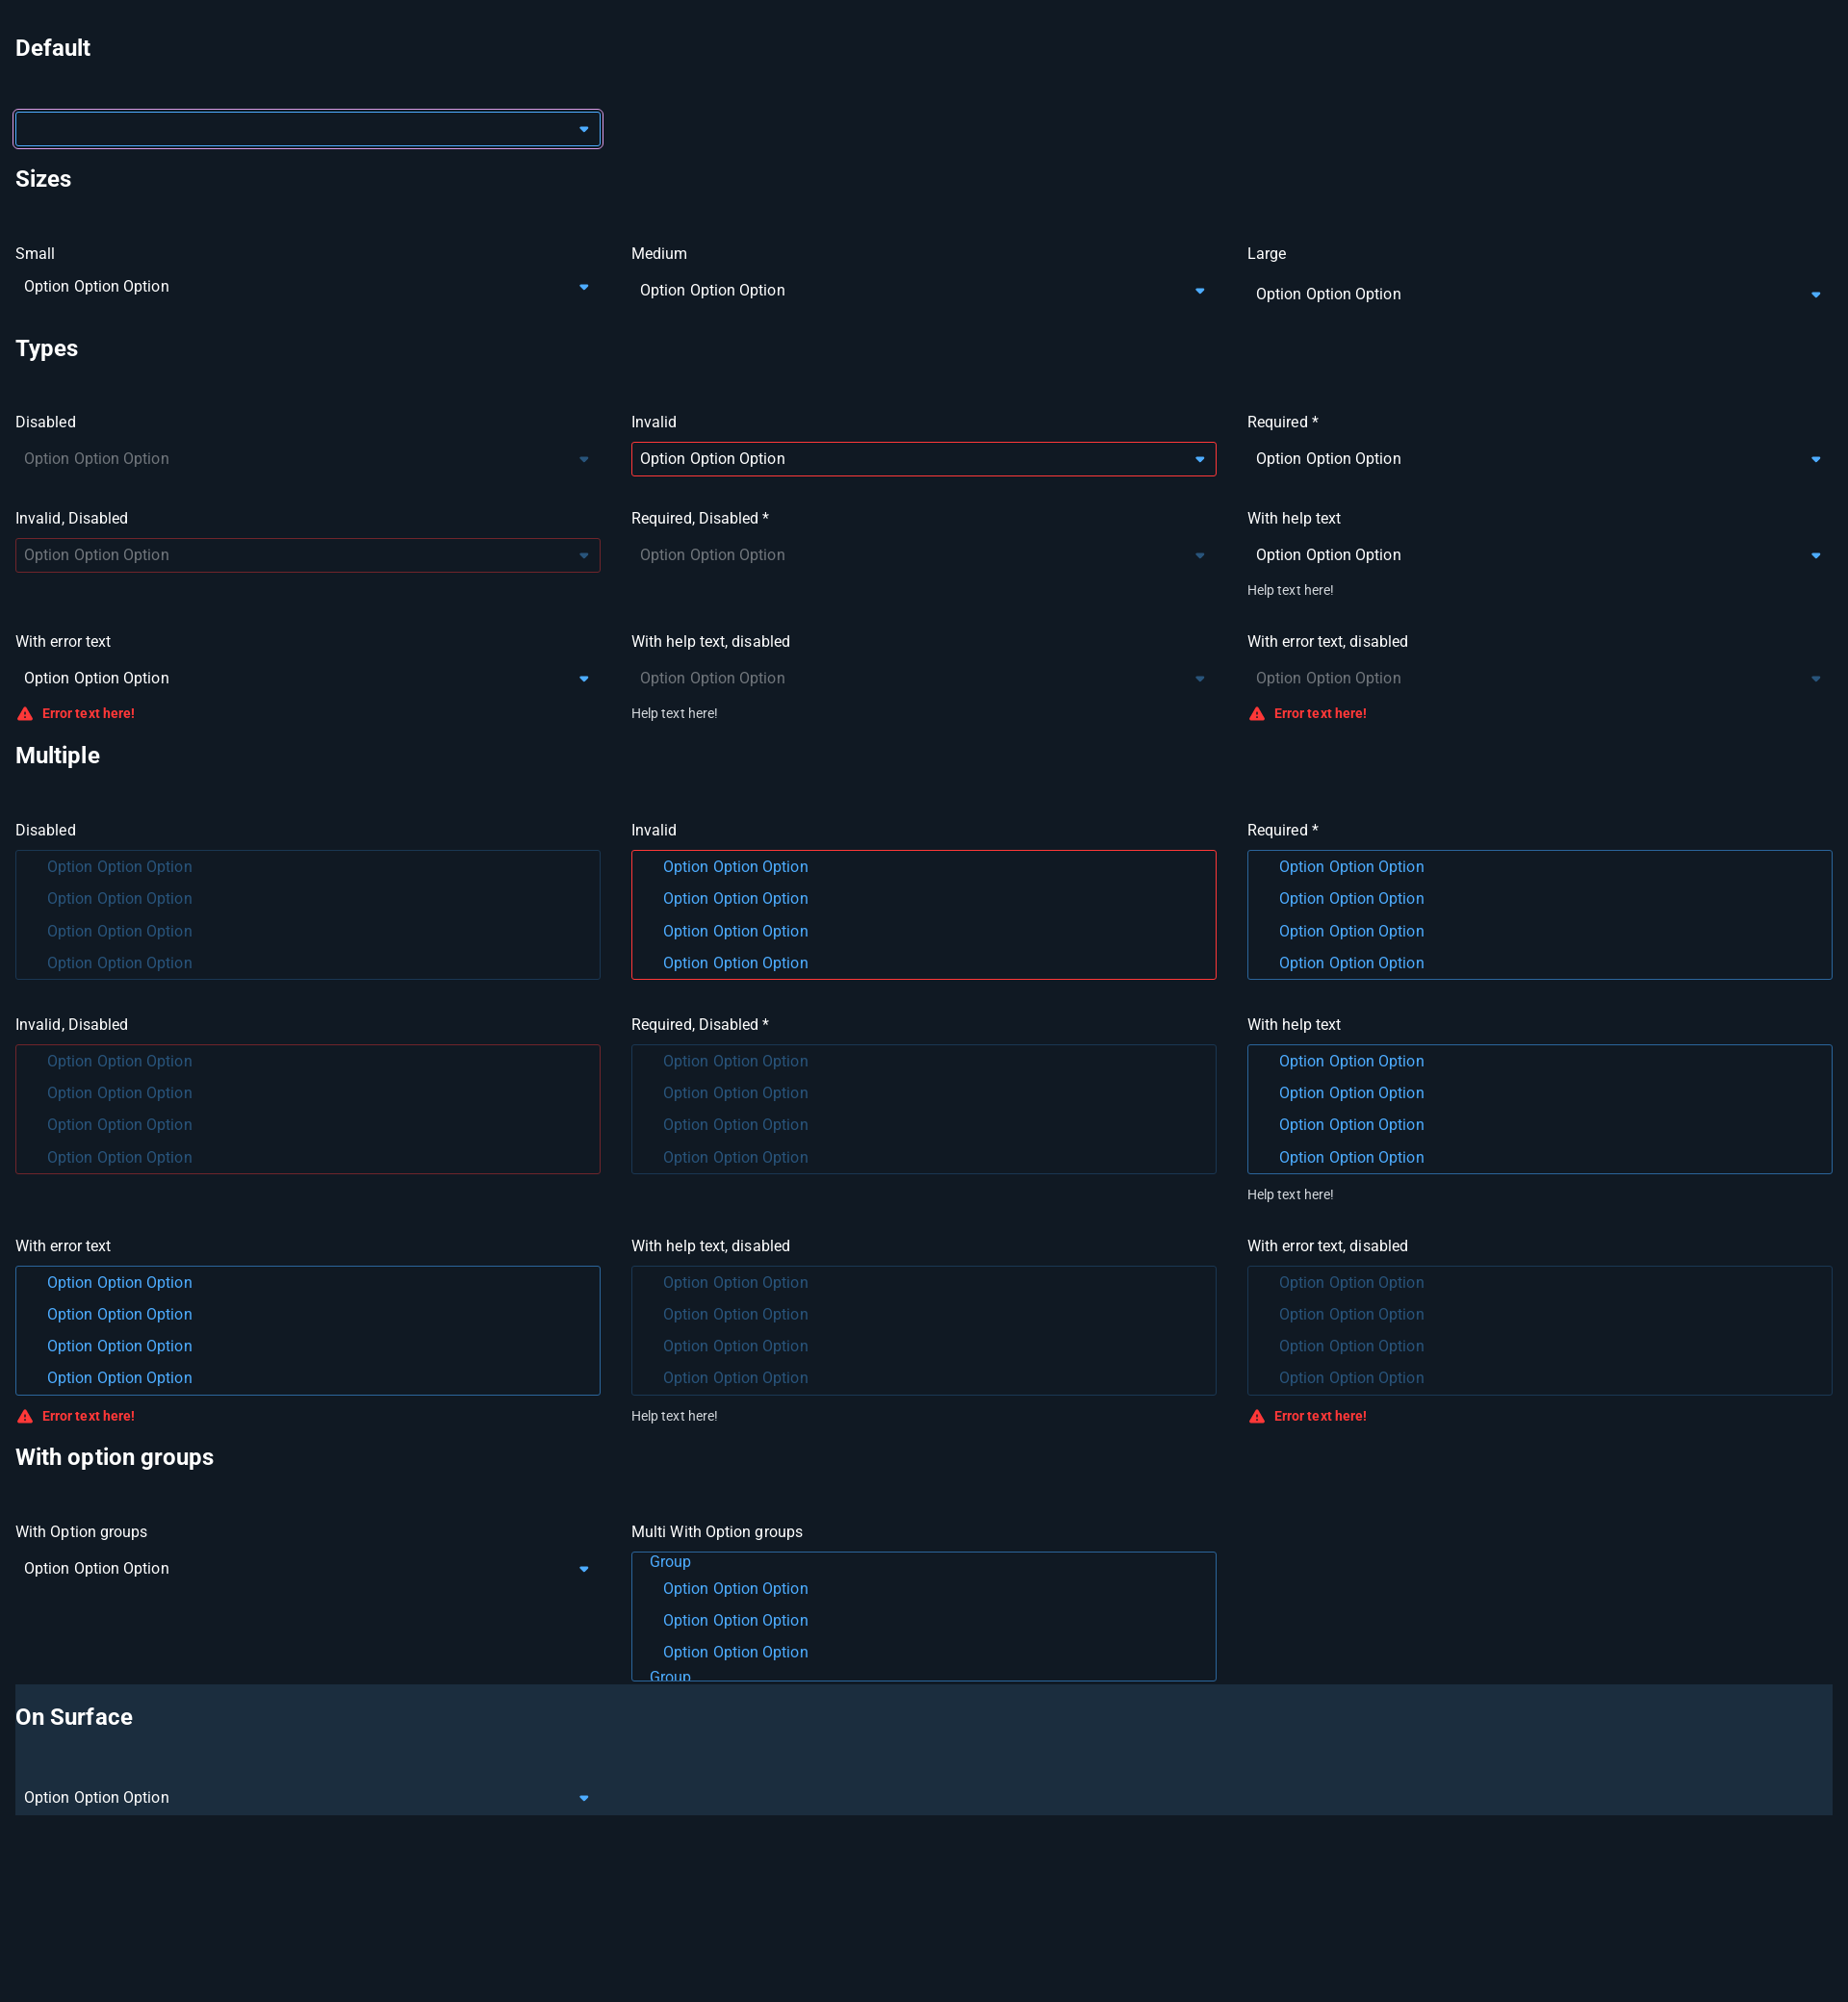 Default
Sizes
Small
Medium
Large
Option Option Option
Option Option Option
Option Option Option
Types
Disabled
Invalid
Required *
Option Option Option
Option Option Option
Option Option Option
Invalid, Disabled
Required, Disabled *
With help text
Option Option Option
Option Option Option
Option Option Option
Help text here!
With error text
With help text, disabled
With error text, disabled
Option Option Option
Option Option Option
Option Option Option
Error text here!
Help text here!
Error text here!
Multiple
Disabled
Option Option Option
Option Option Option
Option Option Option
Option Option Option
Invalid
Option Option Option
Option Option Option
Option Option Option
Option Option Option
Required *
Option Option Option
Option Option Option
Option Option Option
Option Option Option
Invalid, Disabled
Option Option Option
Option Option Option
Option Option Option
Option Option Option
Required, Disabled *
Option Option Option
Option Option Option
Option Option Option
Option Option Option
With help text
Option Option Option
Option Option Option
Option Option Option
Option Option Option
Help text here!
With error text
Option Option Option
Option Option Option
Option Option Option
Option Option Option
Error text here!
With help text, disabled
Option Option Option
Option Option Option
Option Option Option
Option Option Option
Help text here!
With error text, disabled
Option Option Option
Option Option Option
Option Option Option
Option Option Option
Error text here!
With option groups
With Option groups
Option Option Option
Multi With Option groups
Group
Option Option Option
Option Option Option
Option Option Option
Group
On Surface
Option Option Option